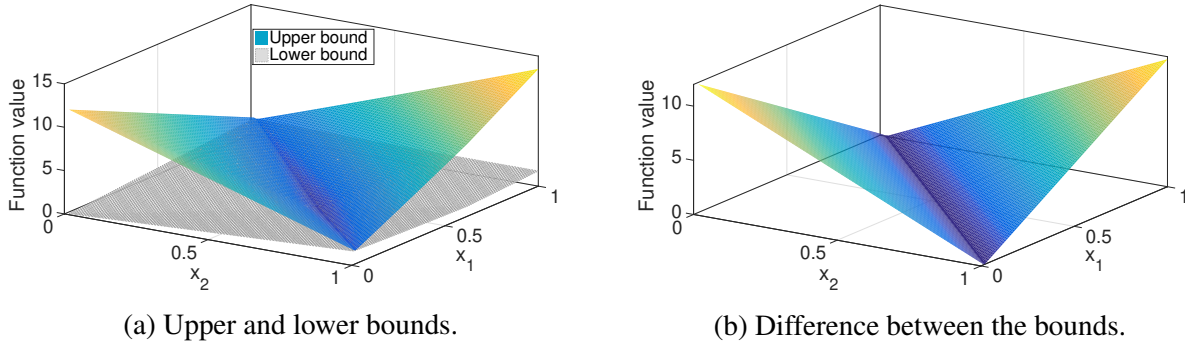 Upper bound
Lower bound
Function value
15
10
5
0
0
0.5
1
x2
0
0.5
1
x1
Function value
10
5
0
0
0.5
1
x2
0
0.5
1
x1
(a) Upper and lower bounds.
(b) Difference between the bounds.